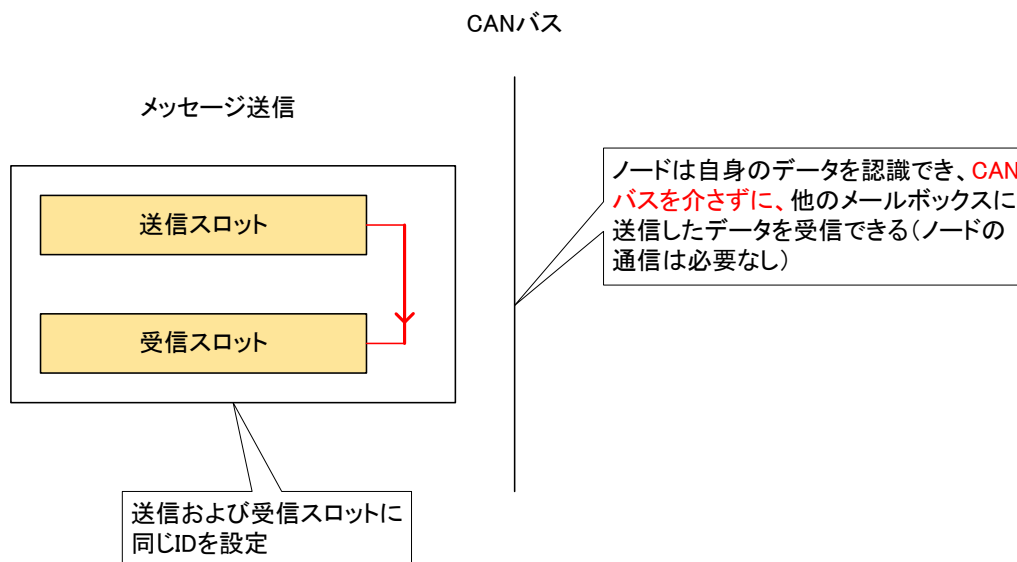 CANバス
メッセージ送信
送信スロット
受信スロット
ノードは自身のデータを認識でき、CAN
バスを介さずに、他のメールボックスに
送信したデータを受信できる（ノードの
通信は必要なし）
送信および受信スロットに
同じIDを設定